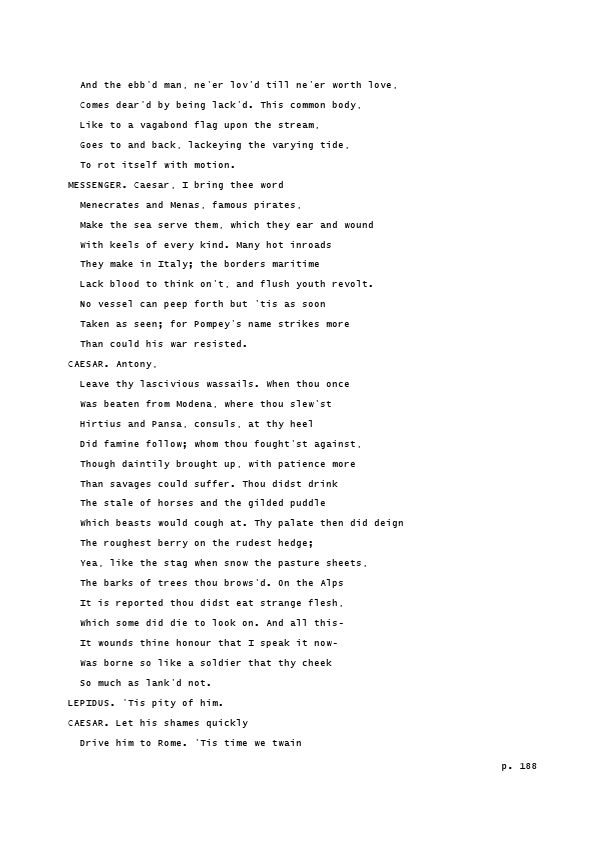 And the ebb'd man, ne'er lov'd till ne'er worth love,
Comes dear'd by being lack'd. This common body,
Like to a vagabond flag upon the stream,
Goes to and back, lackeying the varying tide,
To rot itself with motion.
MESSENGER. Caesar, I bring thee word
Menecrates and Menas, famous pirates,
Make the sea serve them, which they ear and wound
With keels of every kind. Many hot inroads
They make in Italy; the borders maritime
Lack blood to think on't, and flush youth revolt.
No vessel can peep forth but 'tis as soon
Taken as seen; for Pompey's name strikes more
Than could his war resisted.
CAESAR. Antony,
Leave thy lascivious wassails. When thou once
Was beaten from Modena, where thou slew'st
Hirtius and Pansa, consuls, at thy heel
Did famine follow; whom thou fought'st against,
Though daintily brought up, with patience more
Than savages could suffer. Thou didst drink
The stale of horses and the gilded puddle
Which beasts would cough at. Thy palate then did deign
The roughest berry on the rudest hedge;
Yea, like the stag when snow the pasture sheets,
The barks of trees thou brows'd. On the Alps
It is reported thou didst eat strange flesh,
Which some did die to look on. And all this-
It wounds thine honour that I speak it now-
Was borne so like a soldier that thy cheek
So much as lank'd not.
LEPIDUS. 'Tis pity of him.
CAESAR. Let his shames quickly
Drive him to Rome. 'Tis time we twain
p. 188